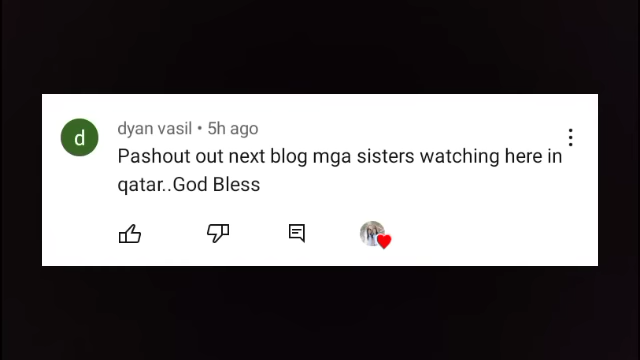 d
dyan vasil • 5h ago
Pashout out next blog mga sisters watching here in
qatar..God Bless